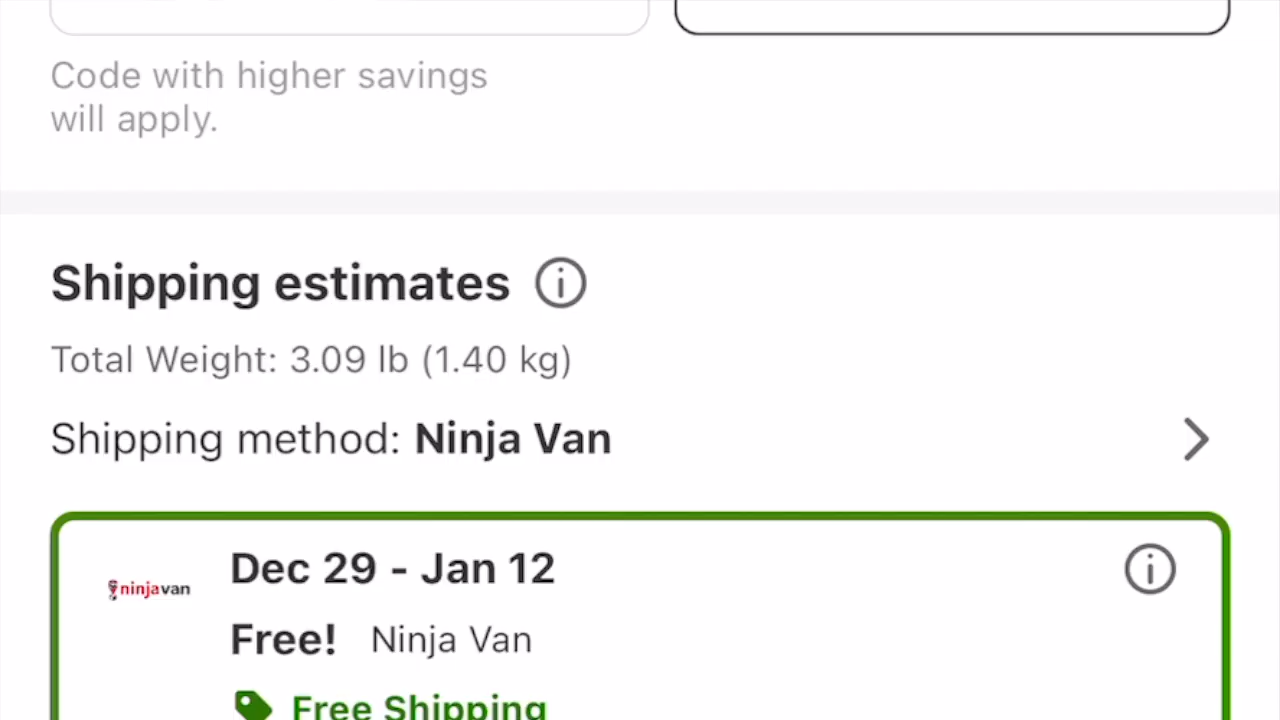 Code with higher savings
will apply.
Shipping estimates
Total Weight: 3.09 lb (1.40 kg)
Shipping method: Ninja Van
Dec 29 - Jan 12
ninjavan
Free! Ninja Van
Free Shipping